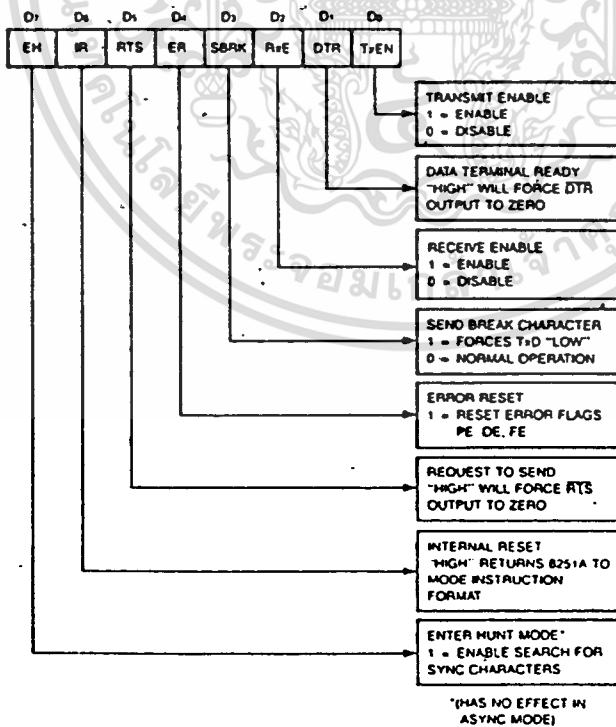 D7 D6 D5 D4 D3 D2 D1 D0
EH IR RTS ER SBRK RxE DTR TxEN
TRANSMIT ENABLE
1 = ENABLE
0 = DISABLE
DATA TERMINAL READY
"HIGH" WILL FORCE DTR
OUTPUT TO ZERO
RECEIVE ENABLE
1 = ENABLE
0 = DISABLE
SEND BREAK CHARACTER
1 = FORCES TxD "LOW"
0 = NORMAL OPERATION
ERROR RESET
1 = RESET ERROR FLAGS
PE OE, FE
REQUEST TO SEND
"HIGH" WILL FORCE RTS
OUTPUT TO ZERO
INTERNAL RESET
"HIGH" RETURNS 8251A TO
MODE INSTRUCTION
FORMAT
ENTER HUNT MODE*
1 = ENABLE SEARCH FOR
SYNC CHARACTERS
*(HAS NO EFFECT IN
ASYNC MODE)